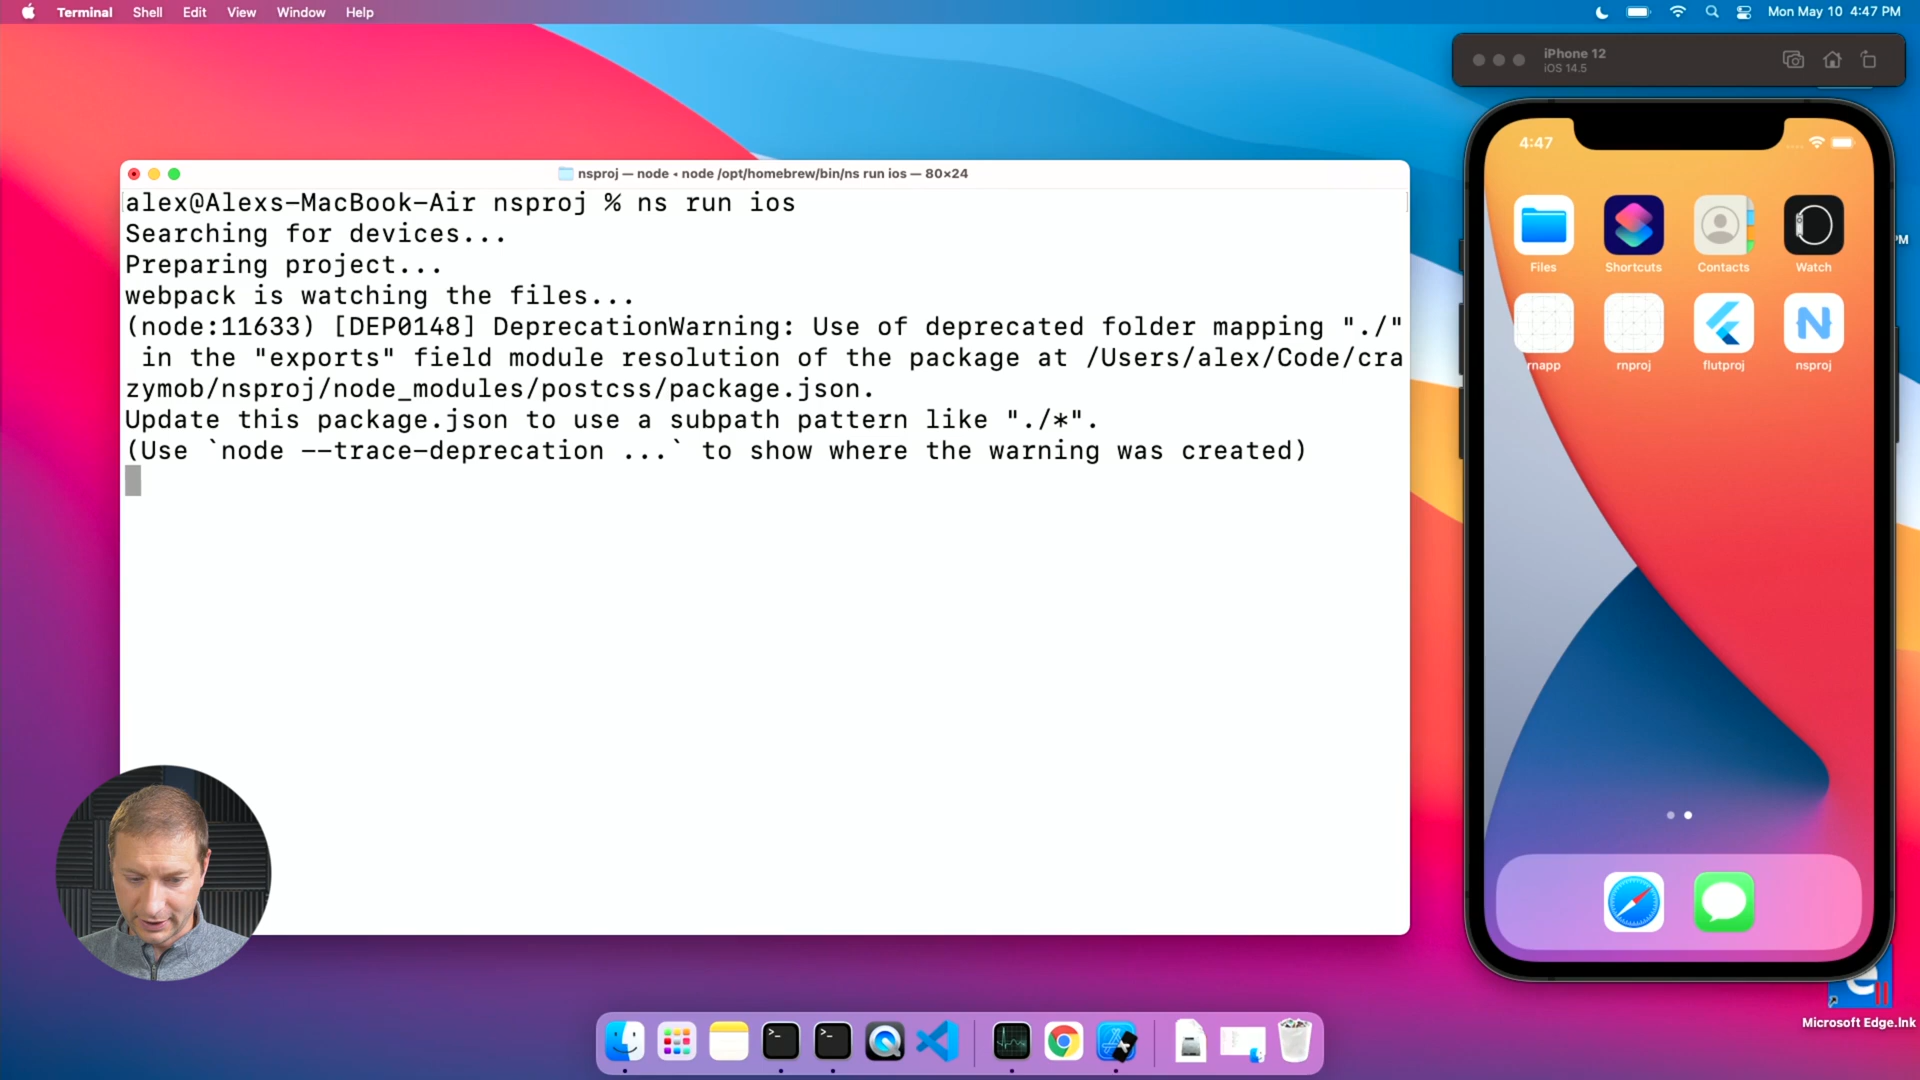 Terminal Shell Edit View Window Help
Mon May 10 4:47 PM
iPhone 12
iOS 14.5
nsproj — node ◂ node /opt/homebrew/bin/ns run ios — 80×24
alex@Alexs-MacBook-Air nsproj % ns run ios
Searching for devices...
Preparing project...
webpack is watching the files...
(node:11633) [DEP0148] DeprecationWarning: Use of deprecated folder mapping "./"
in the "exports" field module resolution of the package at /Users/alex/Code/cra
zymob/nsproj/node_modules/postcss/package.json.
Update this package.json to use a subpath pattern like "./*".
(Use `node --trace-deprecation ...` to show where the warning was created)
4:47
Files Shortcuts Contacts Watch
rnapp rnproj flutproj nsproj
PM
Microsoft Edge.lnk